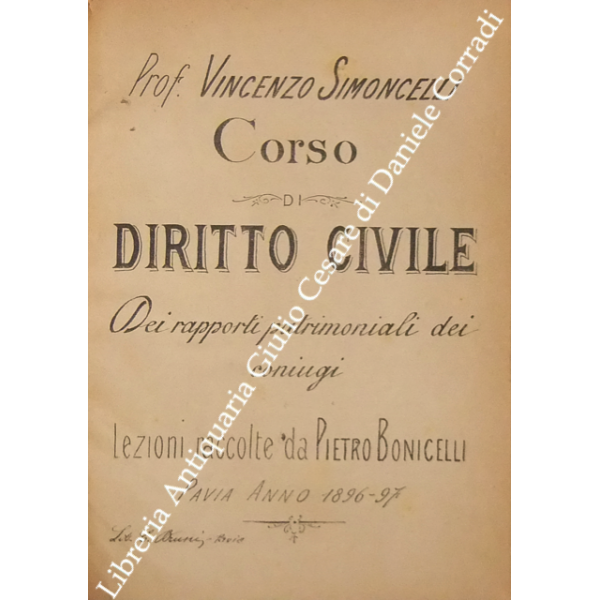 Prof. VINCENZO SIMONCELLI
Corso
DI
DIRITTO CIVILE
Dei rapporti patrimoniali dei
coniugi
Lezioni raccolte da PIETRO BONICELLI
PAVIA ANNO 1896-97
Lit.
Libreria Antiquaria Giulio Cesare di Daniele Corradi